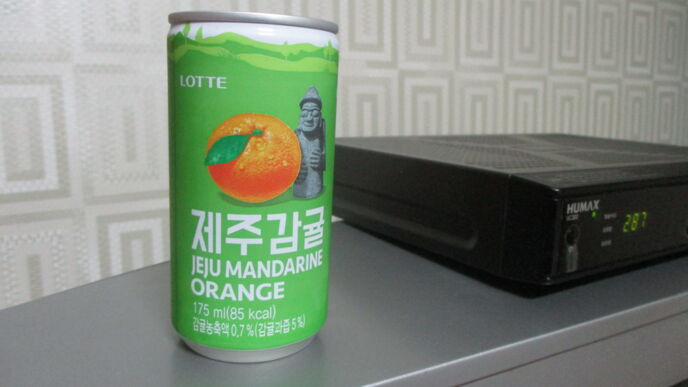 LOTTE
제주감귤
JEJU MANDARINE
ORANGE
175 ml(85 kcal)
감귤농축액 0.7%(감귤과즙 5%)
HUMAX
287